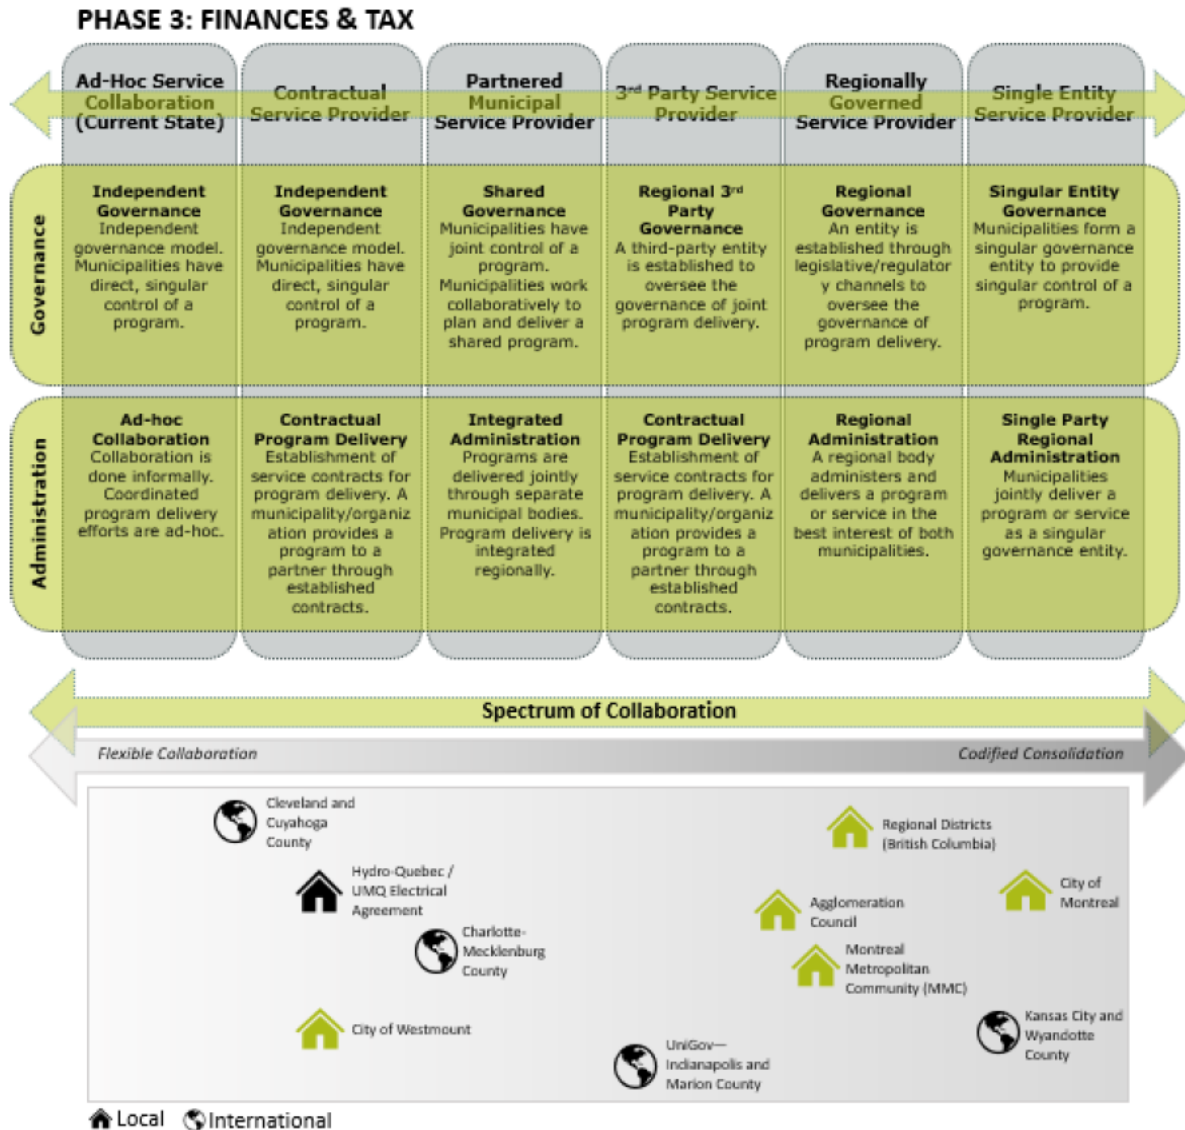 PHASE 3: FINANCES & TAX
Ad-Hoc Service
Collaboration
(Current State)
Contractual
Service Provider
Partnered
Municipal
Service Provider
3rd Party Service
Provider
Regionally
Governed
Service Provider
Single Entity
Service Provider
Governance
Independent
Governance
Independent
governance model.
Municipalities have
direct, singular
control of a
program.
Independent
Governance
Independent
governance model.
Municipalities have
direct, singular
control of a
program.
Shared
Governance
Municipalities have
joint control of a
program.
Municipalities work
collaboratively to
plan and deliver a
shared program.
Regional 3rd
Party
Governance
A third-party entity
is established to
oversee the
governance of joint
program delivery.
Regional
Governance
An entity is
established through
legislative/regulator
y channels to
oversee the
governance of
program delivery.
Singular Entity
Governance
Municipalities form a
singular governance
entity to provide
singular control of a
program.
Administration
Ad-hoc
Collaboration
Collaboration is
done informally.
Coordinated
program delivery
efforts are ad-hoc.
Contractual
Program Delivery
Establishment of
service contracts for
program delivery. A
municipality/organiz
ation provides a
program to a
partner through
established
contracts.
Integrated
Administration
Programs are
delivered jointly
through separate
municipal bodies.
Program delivery is
integrated
regionally.
Contractual
Program Delivery
Establishment of
service contracts for
program delivery. A
municipality/organiz
ation provides a
program to a
partner through
established
contracts.
Regional
Administration
A regional body
administers and
delivers a program
or service in the
best interest of both
municipalities.
Single Party
Regional
Administration
Municipalities
jointly deliver a
program or service
as a singular
governance entity.
Spectrum of Collaboration
Flexible Collaboration
Codified Consolidation
Cleveland and
Cuyahoga
County
Hydro-Quebec /
UMQ Electrical
Agreement
Charlotte-
Mecklenburg
County
City of Westmount
UniGov—
Indianapolis and
Marion County
Regional Districts
(British Columbia)
Agglomeration
Council
Montreal
Metropolitan
Community (MMC)
City of
Montreal
Kansas City and
Wyandotte
County
Local
International